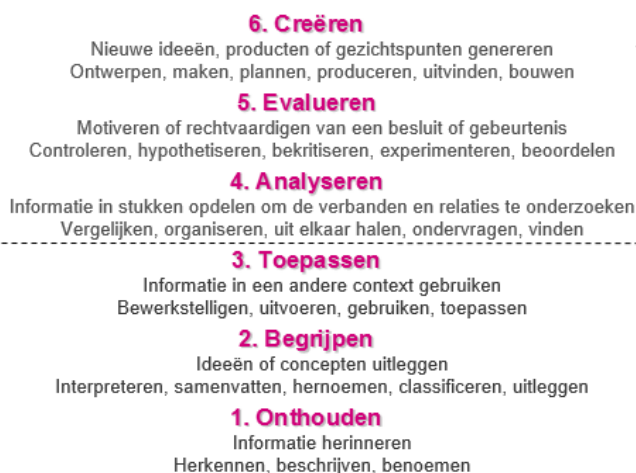 6. Creëren
Nieuwe ideeën, producten of gezichtspunten genereren
Ontwerpen, maken, plannen, produceren, uitvinden, bouwen
5. Evalueren
Motiveren of rechtvaardigen van een besluit of gebeurtenis
Controleren, hypothetiseren, bekritiseren, experimenteren, beoordelen
4. Analyseren
Informatie in stukken opdelen om de verbanden en relaties te onderzoeken
Vergelijken, organiseren, uit elkaar halen, ondervragen, vinden
3. Toepassen
Informatie in een andere context gebruiken
Bewerkstelligen, uitvoeren, gebruiken, toepassen
2. Begrijpen
Ideeën of concepten uitleggen
Interpreteren, samenvatten, hernoemen, classificeren, uitleggen
1. Onthouden
Informatie herinneren
Herkennen, beschrijven, benoemen